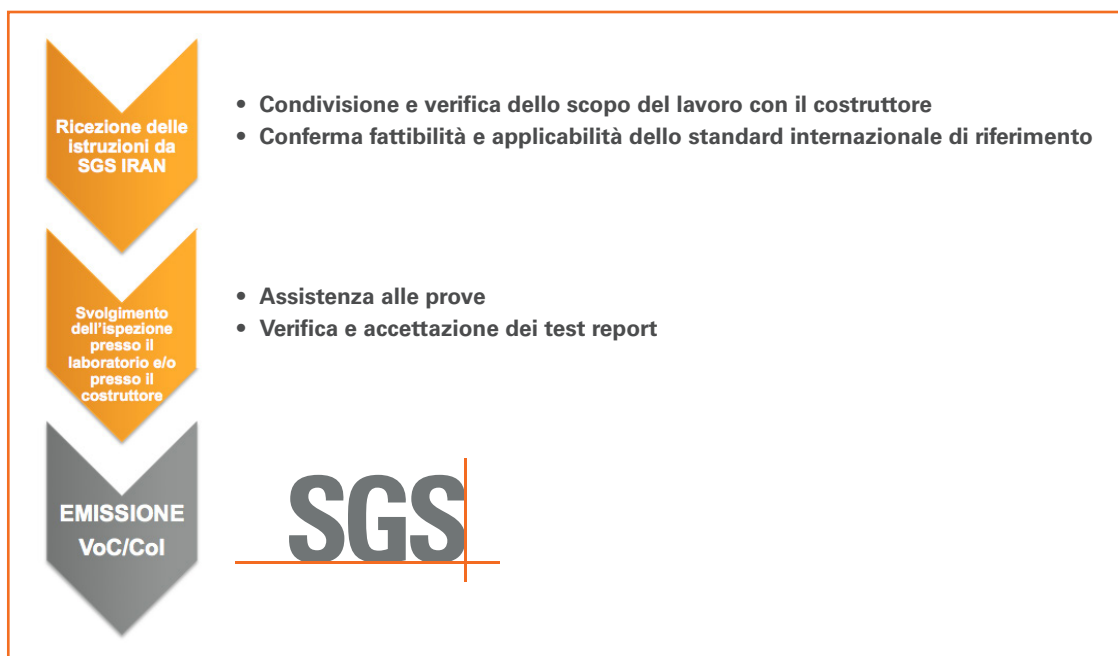 Ricezione delle
istruzioni da
SGS IRAN
• Condivisione e verifica dello scopo del lavoro con il costruttore
• Conferma fattibilità e applicabilità dello standard internazionale di riferimento
Svolgimento
dell'ispezione
presso il
laboratorio e/o
presso il
costruttore
• Assistenza alle prove
• Verifica e accettazione dei test report
EMISSIONE
VoC/CoI
SGS